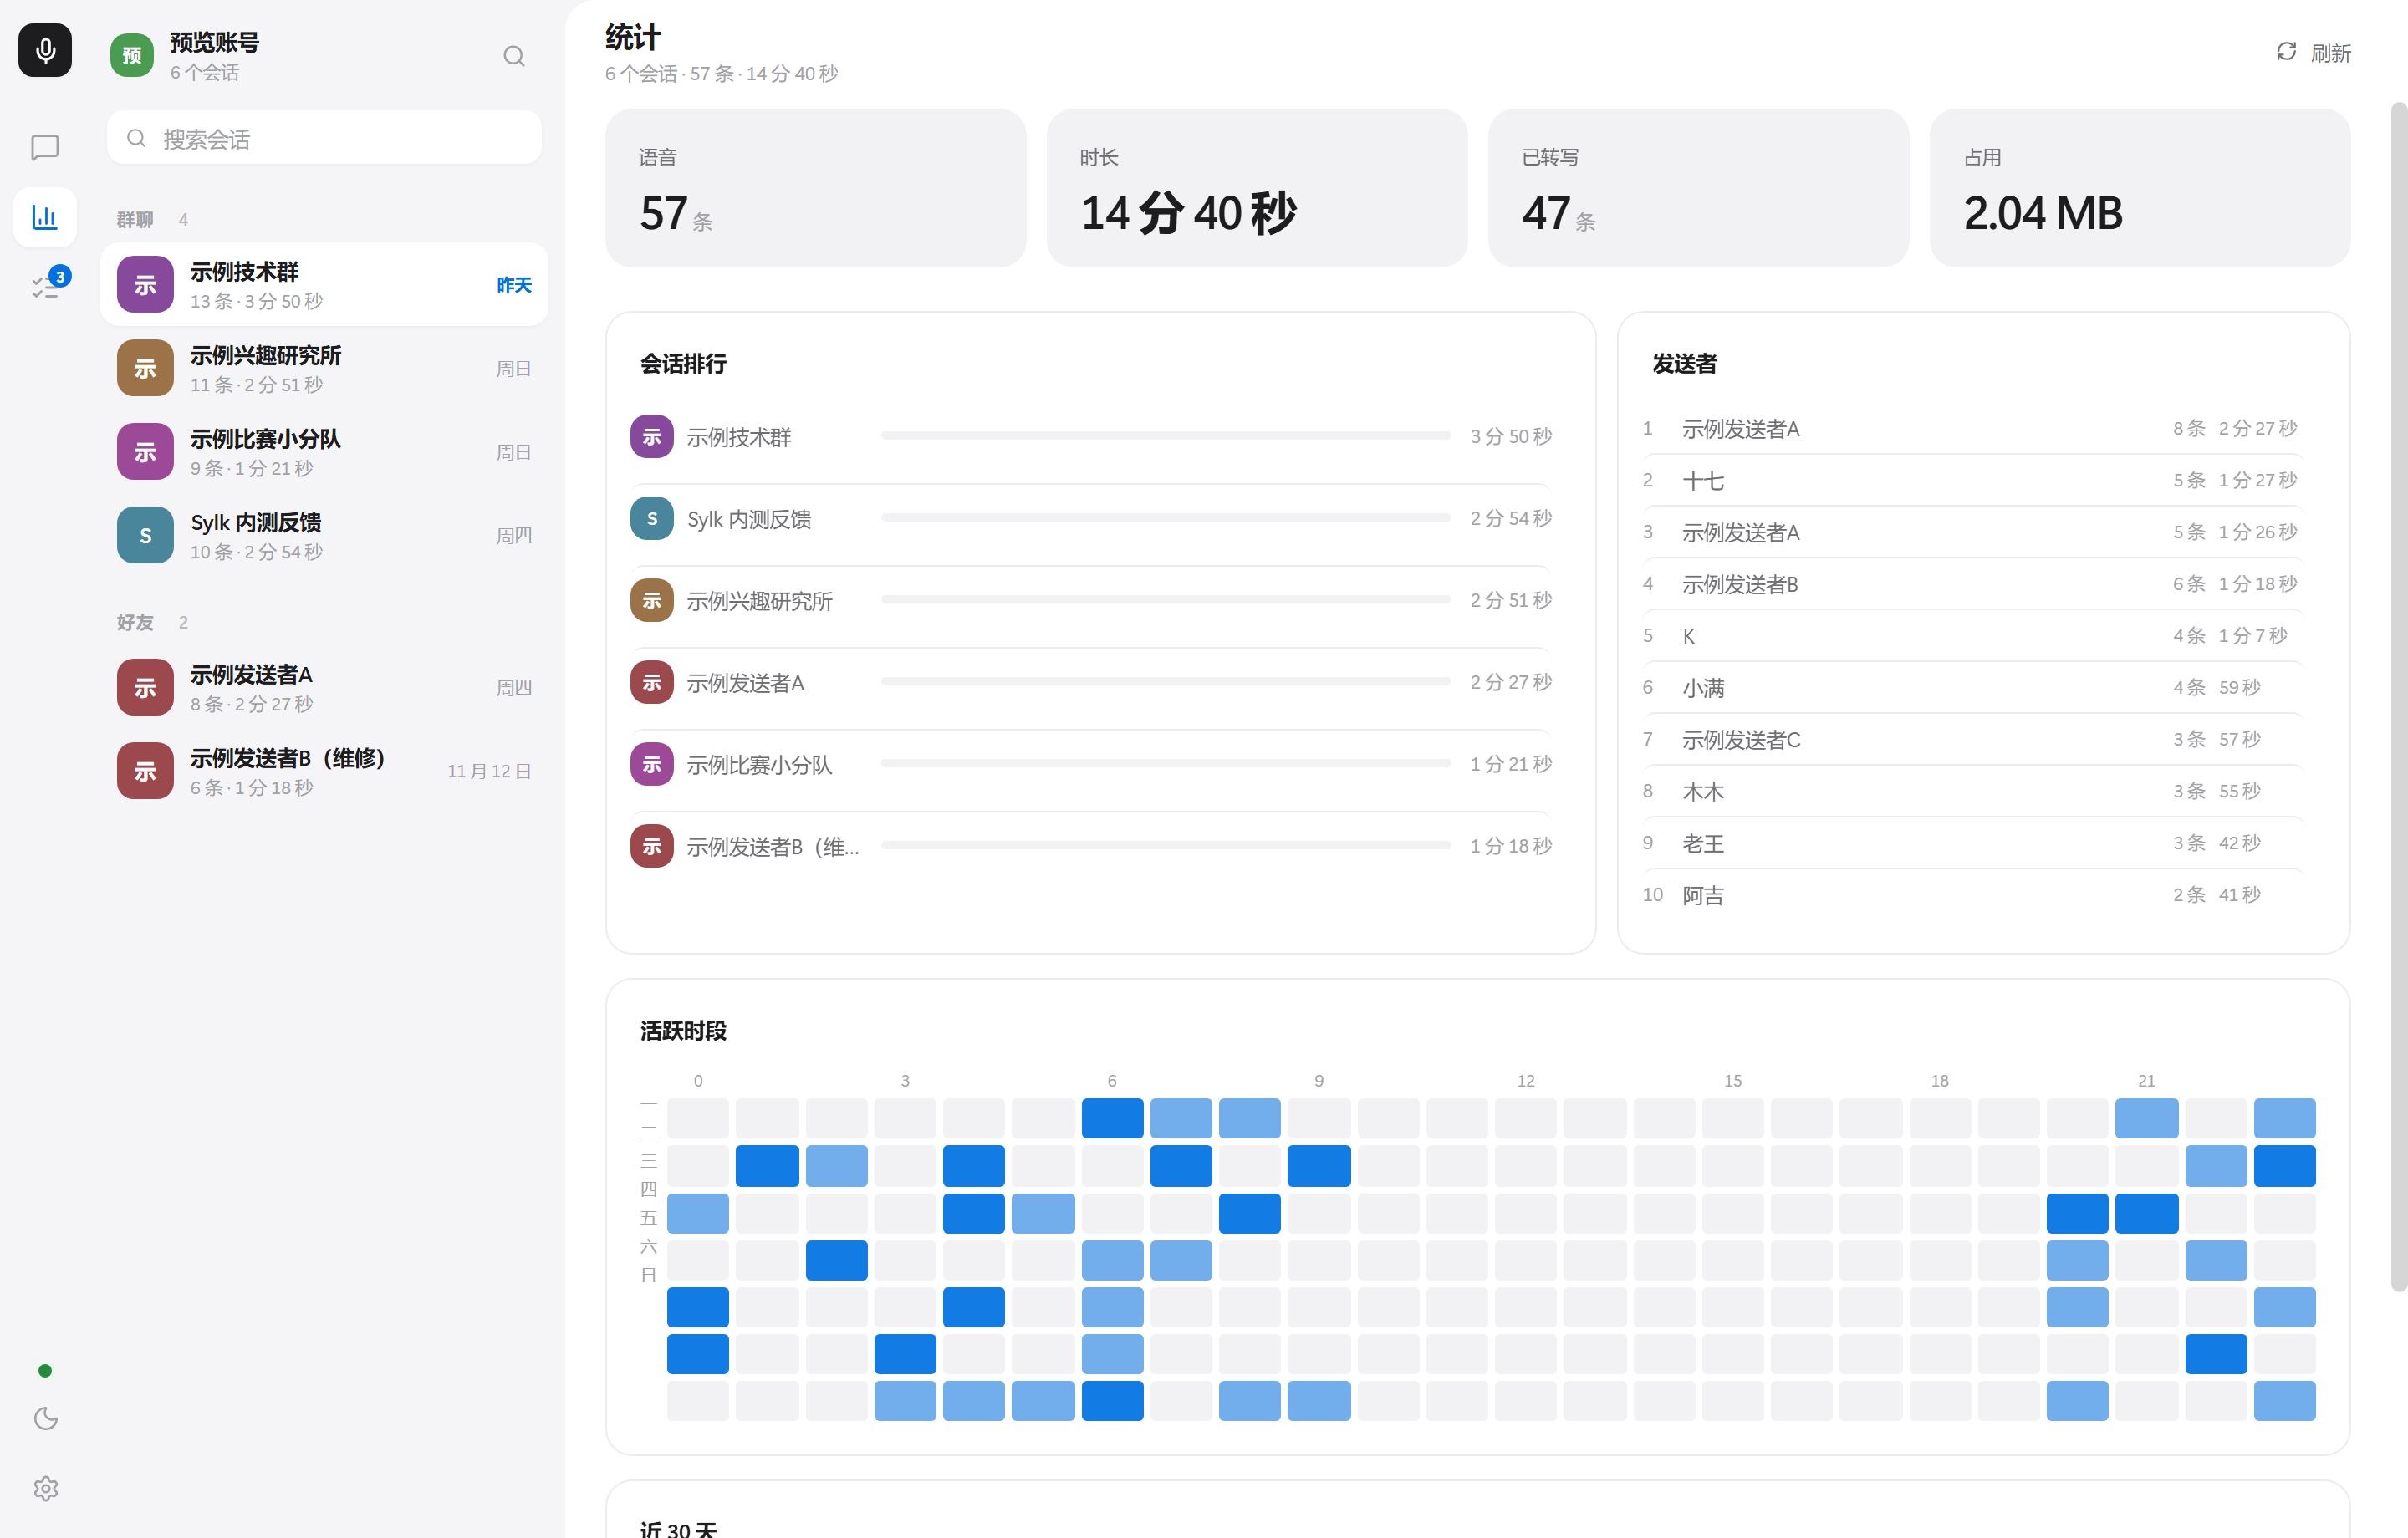 预
预览账号
6 个会话
搜索会话
群聊 4
示
示例技术群
13 条 · 3 分 50 秒
昨天
3
示
示例兴趣研究所
11 条 · 2 分 51 秒
周日
示
示例比赛小分队
9 条 · 1 分 21 秒
周日
S
Sylk 内测反馈
10 条 · 2 分 54 秒
周四
好友 2
示
示例发送者A
8 条 · 2 分 27 秒
周四
示
示例发送者B（维修）
6 条 · 1 分 18 秒
11 月 12 日
统计
6 个会话 · 57 条 · 14 分 40 秒
刷新
语音
57 条
时长
14 分 40 秒
已转写
47 条
占用
2.04 MB
会话排行
示 示例技术群 3 分 50 秒
S Sylk 内测反馈 2 分 54 秒
示 示例兴趣研究所 2 分 51 秒
示 示例发送者A 2 分 27 秒
示 示例比赛小分队 1 分 21 秒
示 示例发送者B（维... 1 分 18 秒
发送者
1 示例发送者A 8 条 2 分 27 秒
2 十七 5 条 1 分 27 秒
3 示例发送者A 5 条 1 分 26 秒
4 示例发送者B 6 条 1 分 18 秒
5 K 4 条 1 分 7 秒
6 小满 4 条 59 秒
7 示例发送者C 3 条 57 秒
8 木木 3 条 55 秒
9 老王 3 条 42 秒
10 阿吉 2 条 41 秒
活跃时段
0 3 6 9 12 15 18 21
一
二
三
四
五
六
日
近 30 天